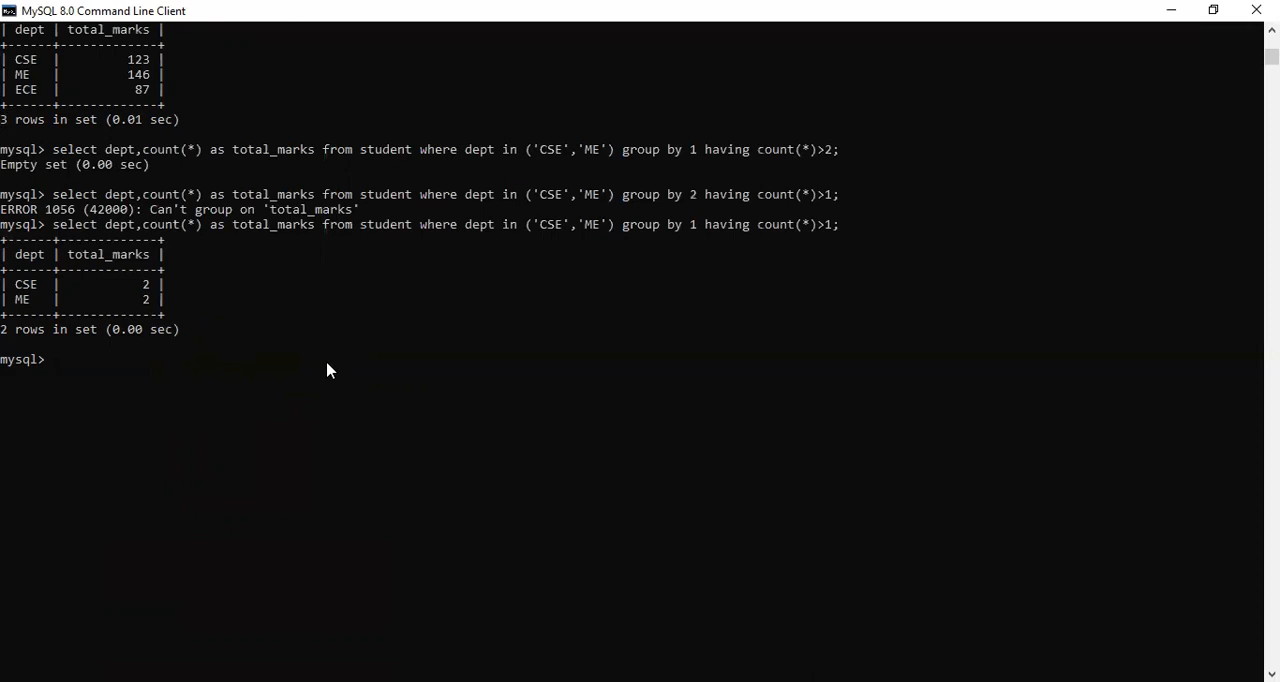 MySQL 8.0 Command Line Client
| dept | total_marks |
+------+-------------+
| CSE  |         123 |
| ME   |         146 |
| ECE  |          87 |
+------+-------------+
3 rows in set (0.01 sec)
mysql> select dept,count(*) as total_marks from student where dept in ('CSE','ME') group by 1 having count(*)>2;
Empty set (0.00 sec)
mysql> select dept,count(*) as total_marks from student where dept in ('CSE','ME') group by 2 having count(*)>1;
ERROR 1056 (42000): Can't group on 'total_marks'
mysql> select dept,count(*) as total_marks from student where dept in ('CSE','ME') group by 1 having count(*)>1;
+------+-------------+
| dept | total_marks |
+------+-------------+
| CSE  |           2 |
| ME   |           2 |
+------+-------------+
2 rows in set (0.00 sec)
mysql>